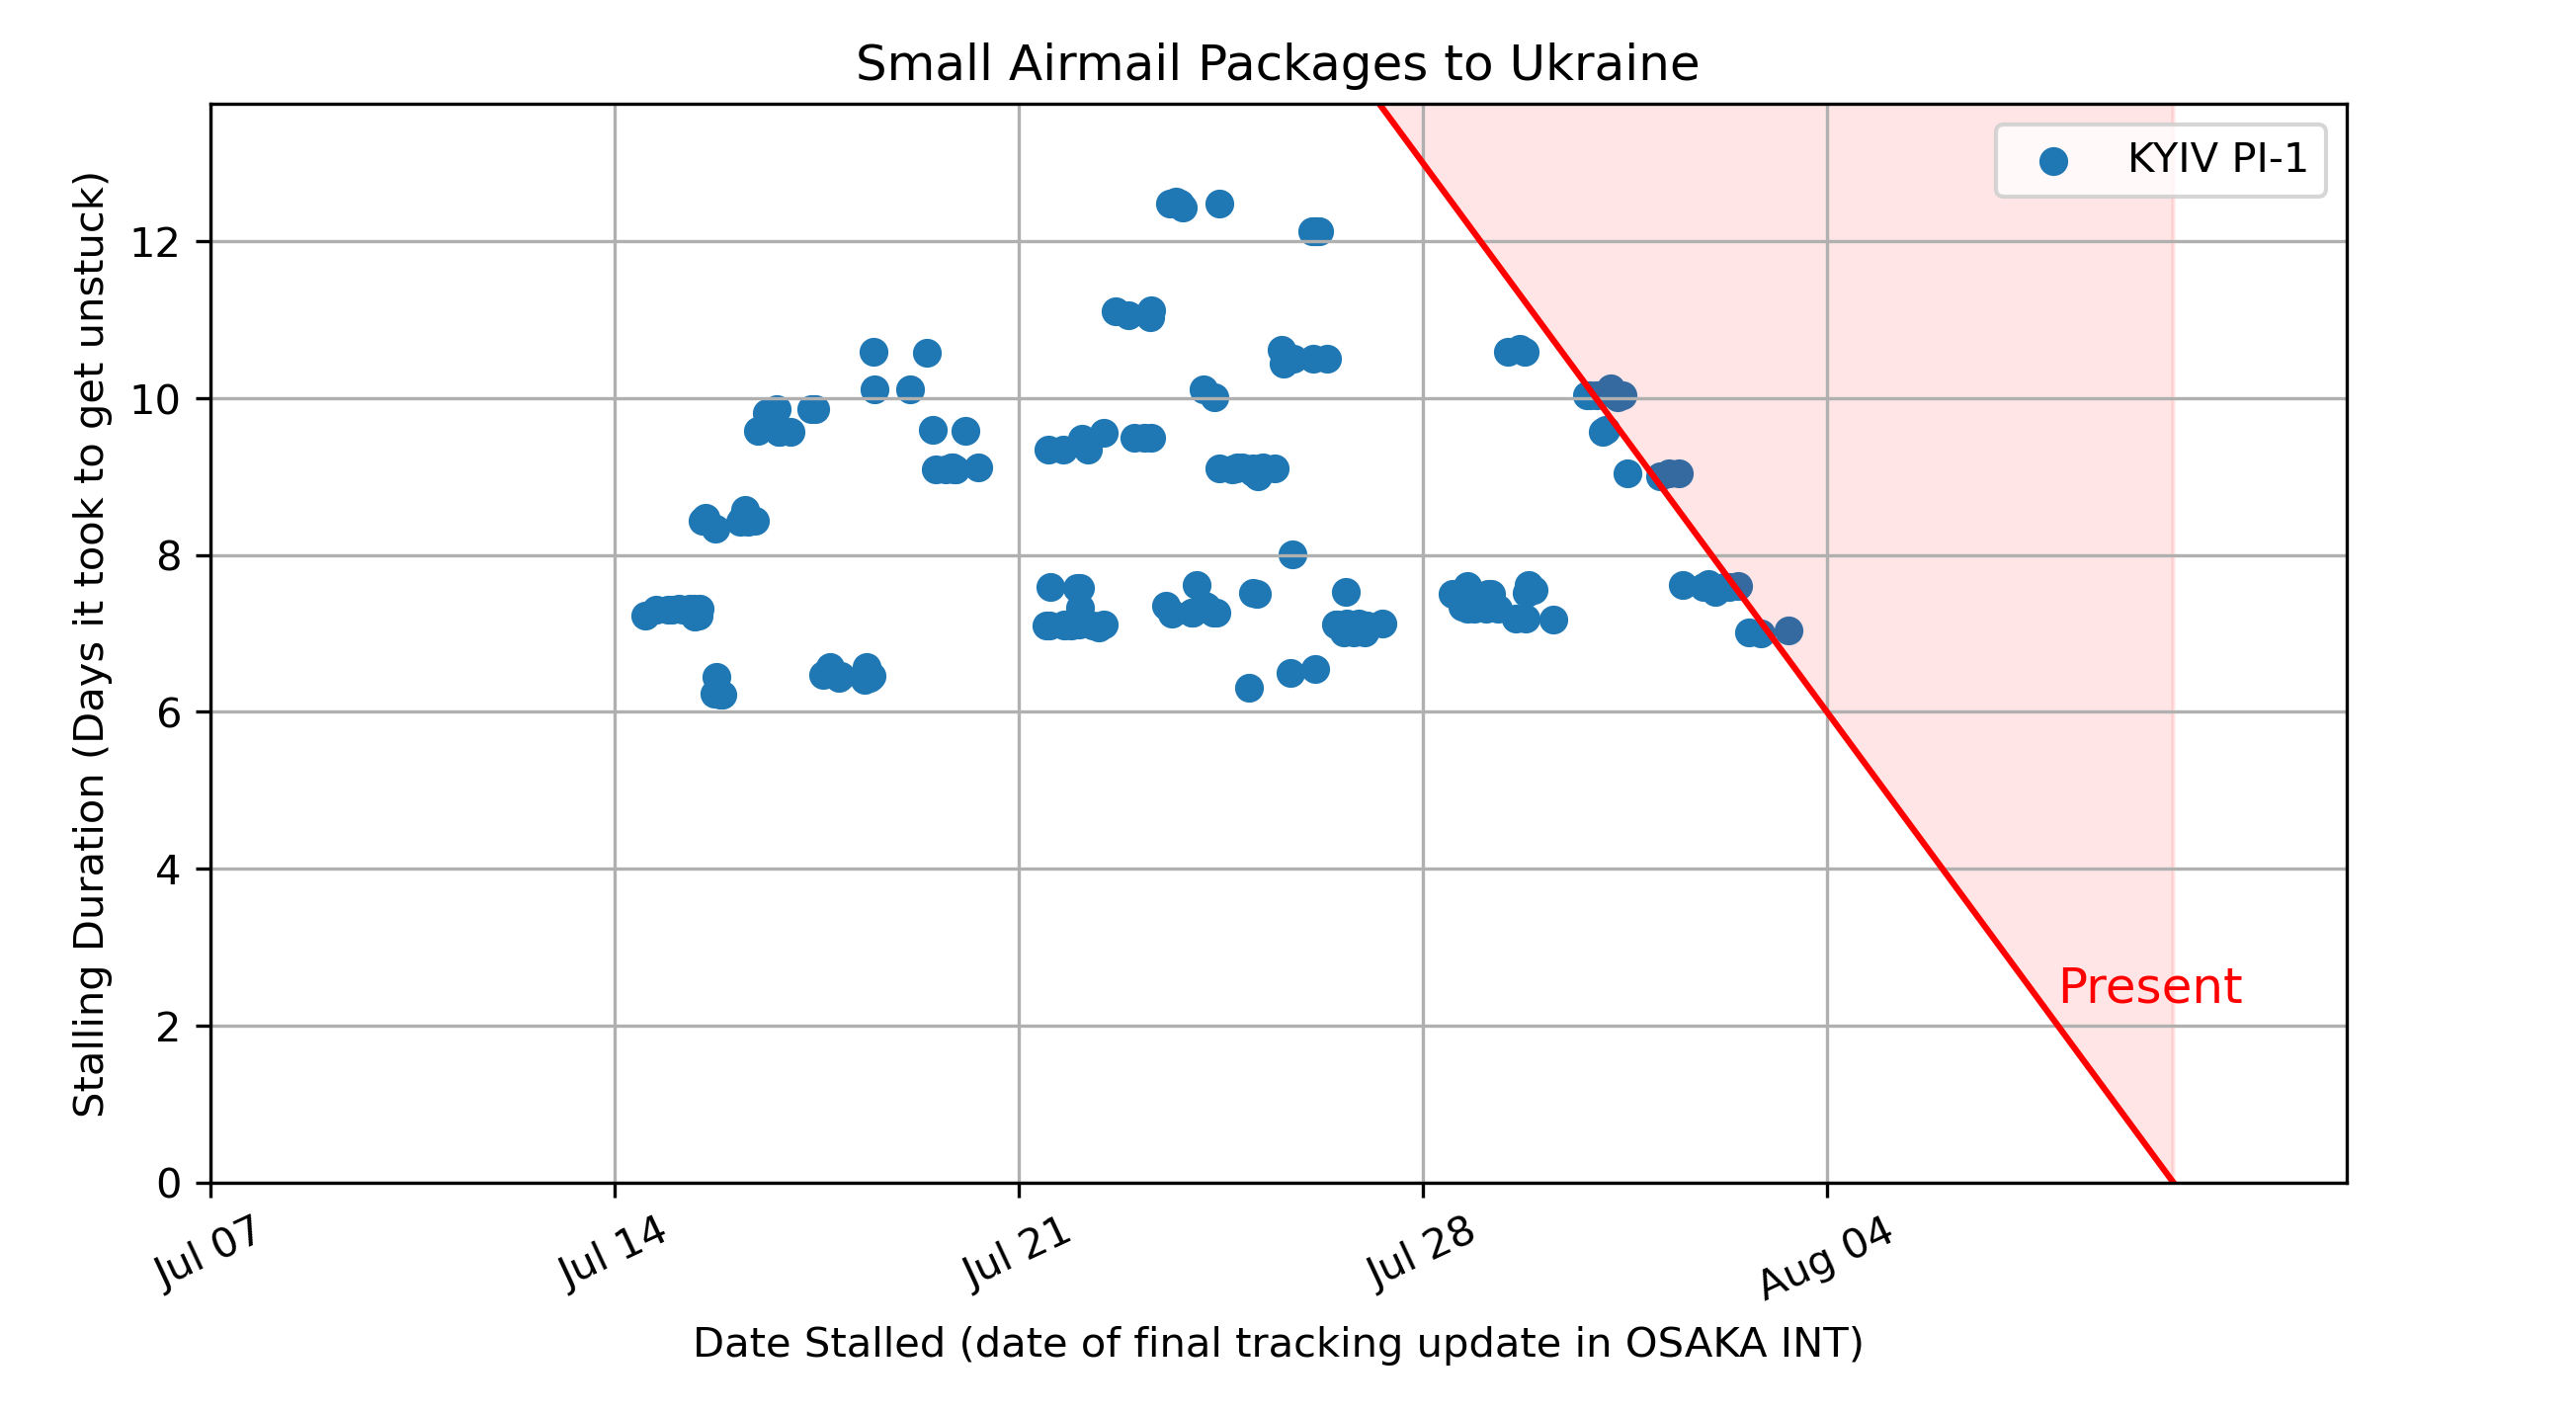 Small Airmail Packages to Ukraine
KYIV PI-1
Stalling Duration (Days it took to get unstuck)
12
10
8
6
4
2
0
Present
Jul 07
Jul 14
Jul 21
Jul 28
Aug 04
Date Stalled (date of final tracking update in OSAKA INT)